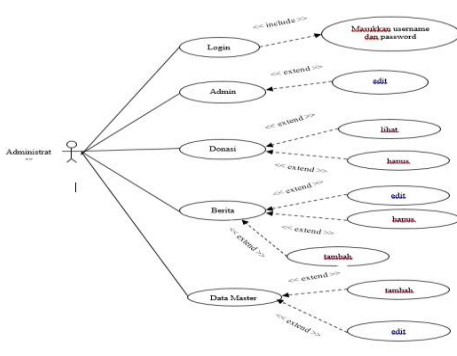 << include >>
Masukkan username
dan password
Login
<< extend >>
edit
Admin
<< extend >>
lihat
Administrat
Donasi
<< extend >>
hapus
<< extend >>
edit
Berita
hapus
<< extend >>
<< extend >>
tambah
<< extend >>
tambah
Data Master
<< extend >>
edit